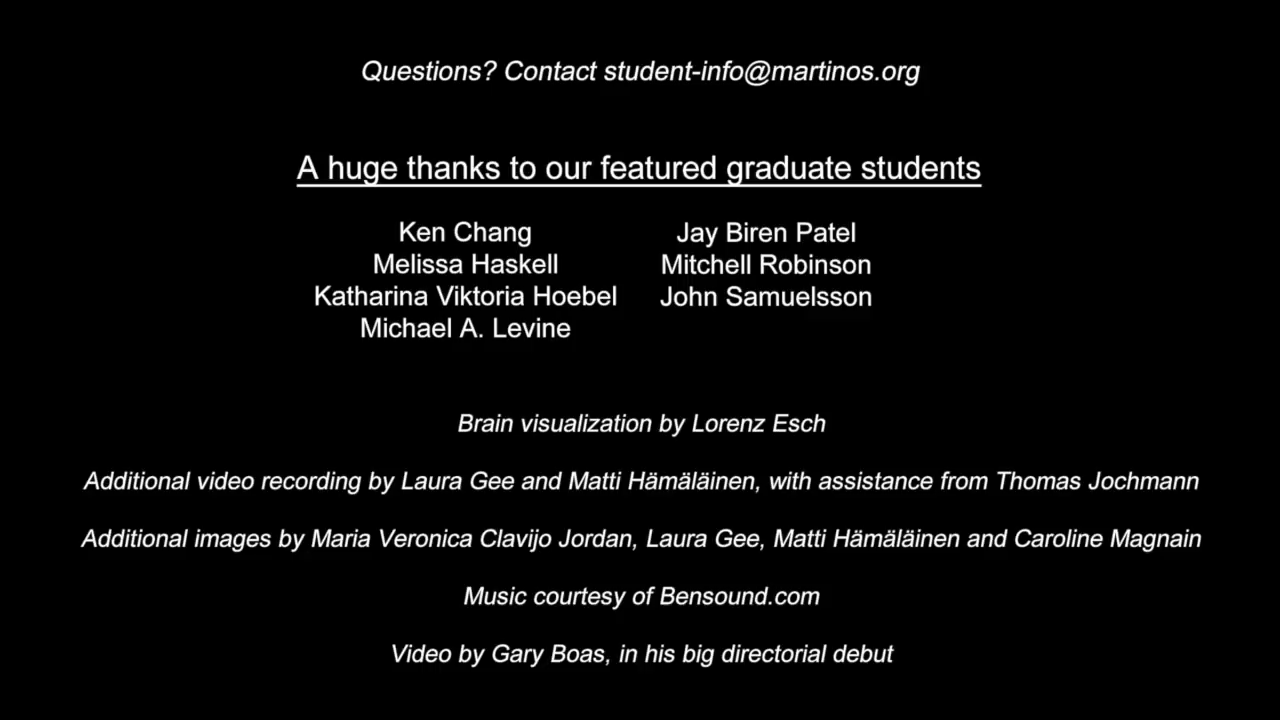 Questions? Contact student-info@martinos.org
A huge thanks to our featured graduate students
Ken Chang
Melissa Haskell
Katharina Viktoria Hoebel
Michael A. Levine
Jay Biren Patel
Mitchell Robinson
John Samuelsson
Brain visualization by Lorenz Esch
Additional video recording by Laura Gee and Matti Hämäläinen, with assistance from Thomas Jochmann
Additional images by Maria Veronica Clavijo Jordan, Laura Gee, Matti Hämäläinen and Caroline Magnain
Music courtesy of Bensound.com
Video by Gary Boas, in his big directorial debut